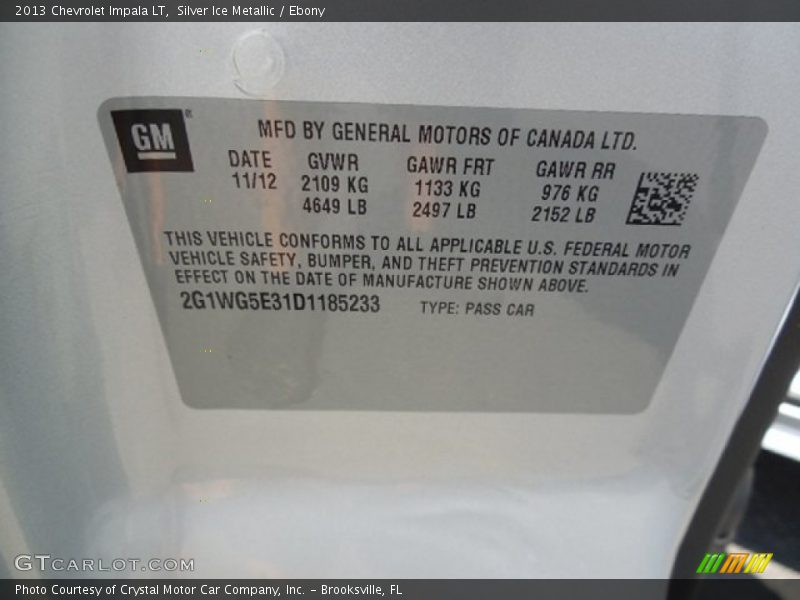 2013 Chevrolet Impala LT, Silver Ice Metallic / Ebony
GM
MFD BY GENERAL MOTORS OF CANADA LTD.
DATE GVWR GAWR FRT GAWR RR
11/12 2109 KG 1133 KG 976 KG
4649 LB 2497 LB 2152 LB
THIS VEHICLE CONFORMS TO ALL APPLICABLE U.S. FEDERAL MOTOR
VEHICLE SAFETY, BUMPER, AND THEFT PREVENTION STANDARDS IN
EFFECT ON THE DATE OF MANUFACTURE SHOWN ABOVE.
2G1WG5E31D1185233 TYPE: PASS CAR
GTCARLOT.COM
Photo Courtesy of Crystal Motor Car Company, Inc. – Brooksville, FL